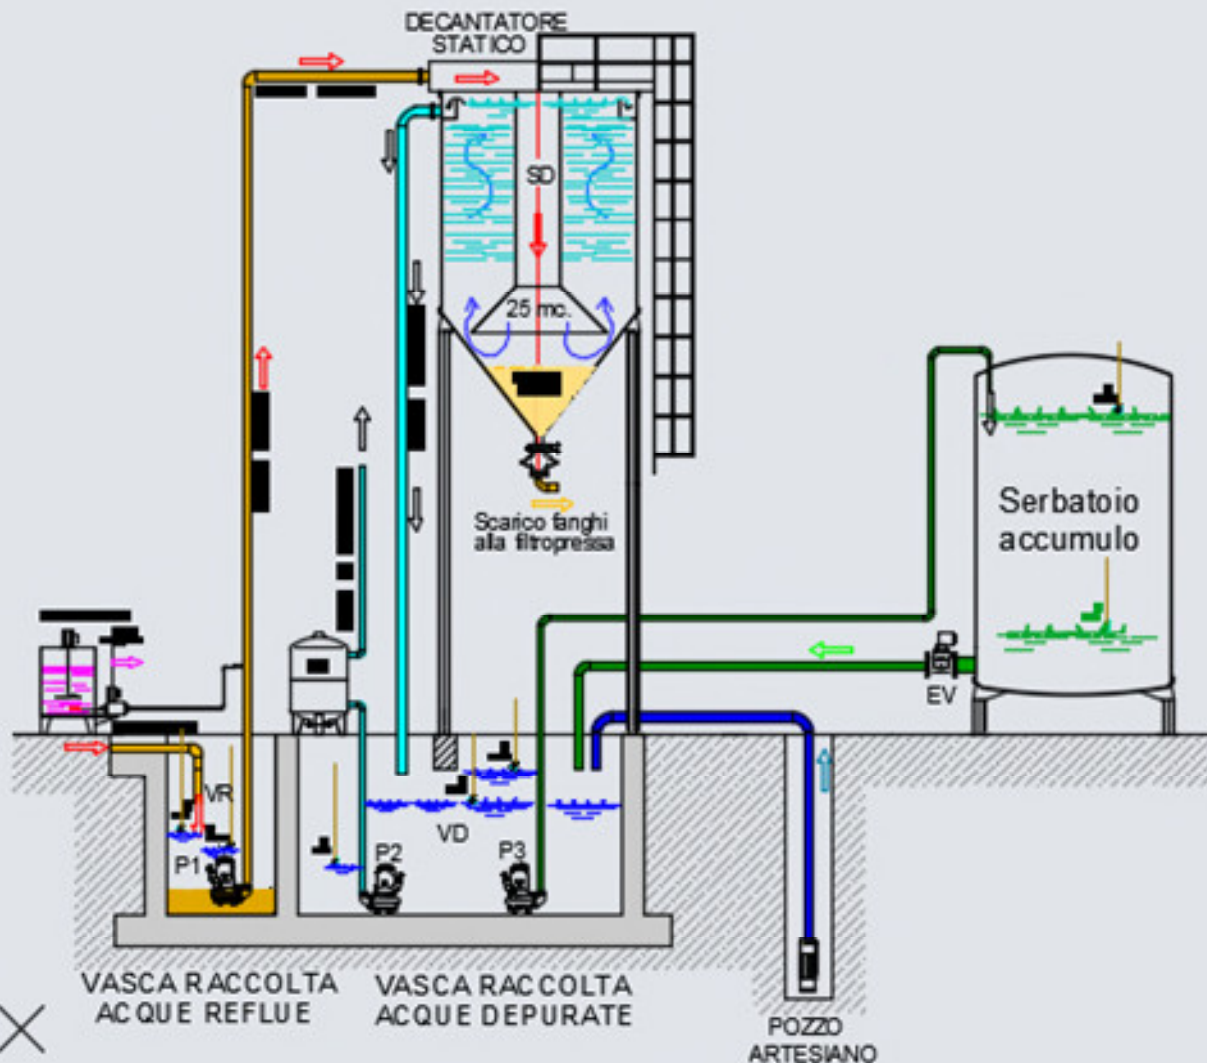 DECANTATORE
STATICO
SD
25 mc.
Scarico fanghi
alla filtropressa
Serbatoio
accumulo
EV
VR
P1
P2
VD
P3
VASCA RACCOLTA
ACQUE REFLUE
VASCA RACCOLTA
ACQUE DEPURATE
POZZO
ARTESIANO